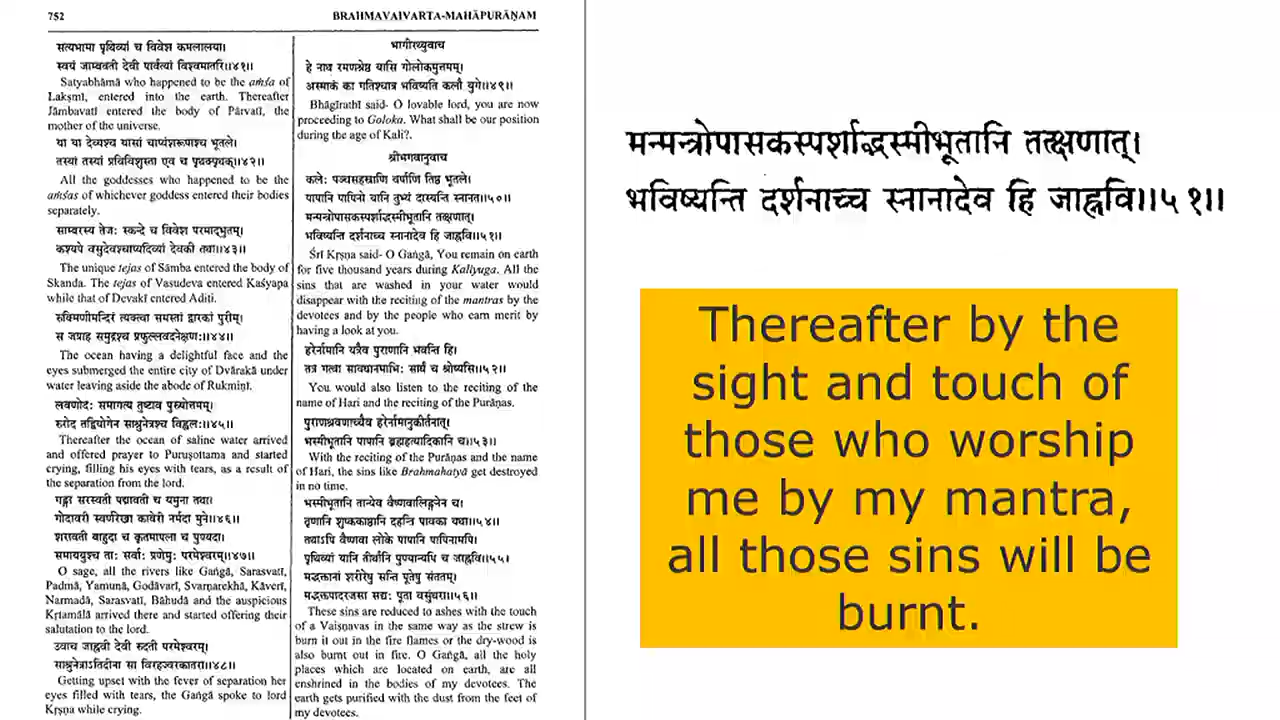 752
BRAHMAVAIVARTA-MAHĀPURĀṆAM
सत्यभामा पृथिव्यां च विवेश कमलालया।
स्वयं जाम्बवती देवी पार्वत्यां विश्वमातरि॥४१॥
Satyabhāmā who happened to be the aṁśa of
Lakṣmī, entered into the earth. Thereafter
Jāmbavatī entered the body of Pārvatī, the
mother of the universe.
या या देव्यश्च यासां चाप्यंशरूपाश्च भूतले।
तस्यां तस्यां प्रविविशुस्ता एव च पृथक्पृथक्॥४२॥
All the goddesses who happened to be the
aṁśas of whichever goddess entered their bodies
separately.
साम्बस्य तेजः स्कन्दे च विवेश परमाद्भुतम्।
कश्यपे वसुदेवश्चाप्यदित्यां देवकी तथा॥४३॥
The unique tejas of Sāmba entered the body of
Skanda. The tejas of Vasudeva entered Kaśyapa
while that of Devakī entered Aditi.
रुक्मिणीमन्दिरं त्यक्त्वा समस्तां द्वारकां पुरीम्।
स जग्राह समुद्रश्च प्रफुल्लवदनेक्षणः॥४४॥
The ocean having a delightful face and the
eyes submerged the entire city of Dvārakā under
water leaving aside the abode of Rukmiṇī.
लवणोदः समागत्य तुष्टाव पुरुषोत्तमम्।
रुरोद तद्वियोगेन साश्रुनेत्रश्च विह्वलः॥४५॥
Thereafter the ocean of saline water arrived
and offered prayer to Puruṣottama and started
crying, filling his eyes with tears, as a result of
the separation from the lord.
गङ्गा सरस्वती पद्मावती च यमुना तथा।
गोदावरी स्वर्णरेखा कावेरी नर्मदा मुने॥४६॥
शरावती बाहुदा च कृतमाला च पुण्यदा।
समाययुश्च ताः सर्वाः प्रणेमुः परमेश्वरम्॥४७॥
O sage, all the rivers like Gaṅgā, Sarasvatī,
Padmā, Yamunā, Godāvarī, Svarṇarekhā, Kāverī,
Narmadā, Sarasvatī, Bāhudā and the auspicious
Kṛtamālā arrived there and started offering their
salutation to the lord.
उवाच जाह्नवी देवी रुदती परमेश्वरम्।
साश्रुनेत्राऽतिदीना सा विरहज्वरकातरा॥४८॥
Getting upset with the fever of separation her
eyes filled with tears, the Gaṅgā spoke to lord
Kṛṣṇa while crying.
भागीरथ्युवाच
हे नाथ रमणश्रेष्ठ यासि गोलोकमुत्तमम्।
अस्माकं का गतिश्चात्र भविष्यति कलौ युगे॥४९॥
Bhāgīrathī said- O lovable lord, you are now
proceeding to Goloka. What shall be our position
during the age of Kali?.
श्रीभगवानुवाच
कलेः पञ्चसहस्राणि वर्षाणि तिष्ठ भूतले।
पापानि पापिनो यानि तुभ्यं दास्यन्ति स्नानतः॥५०॥
मन्मन्त्रोपासकस्पर्शाद्भस्मीभूतानि तत्क्षणात्।
भविष्यन्ति दर्शनाच्च स्नानादेव हि जाह्नवि॥५१॥
Śrī Kṛṣṇa said- O Gaṅgā, You remain on earth
for five thousand years during Kaliyuga. All the
sins that are washed in your water would
disappear with the reciting of the mantras by the
devotees and by the people who earn merit by
having a look at you.
हरेर्नामानि यत्रैव पुराणानि भवन्ति हि।
तत्र गत्वा सावधानमाभिः सार्धं च श्रोष्यसि॥५२॥
You would also listen to the reciting of the
name of Hari and the reciting of the Purāṇas.
पुराणश्रवणाच्चैव हरेर्नामानुकीर्तनात्।
भस्मीभूतानि पापानि ब्रह्महत्यादिकानि च॥५३॥
With the reciting of the Purāṇas and the name
of Hari, the sins like Brahmahatyā get destroyed
in no time.
भस्मीभूतानि तान्येव वैष्णवालिङ्गनेन च।
तृणानि शुष्ककाष्ठानि दहन्ति पावका यथा॥५४॥
तथाऽपि वैष्णवा लोके पापानि पापिनामपि।
पृथिव्यां यानि तीर्थानि पुण्यान्यपि च जाह्नवि॥५५॥
मद्भक्तानां शरीरेषु सन्ति पूतेषु संततम्।
मद्भक्तपादरजसा सद्यः पूता वसुंधरा॥५६॥
These sins are reduced to ashes with the touch
of a Vaiṣṇavas in the same way as the strew is
burn it out in the fire flames or the dry-wood is
also burnt out in fire. O Gaṅgā, all the holy
places which are located on earth, are all
enshrined in the bodies of my devotees. The
earth gets purified with the dust from the feet of
my devotees.
मन्मन्त्रोपासकस्पर्शाद्भस्मीभूतानि तत्क्षणात्।
भविष्यन्ति दर्शनाच्च स्नानादेव हि जाह्नवि॥५१॥
Thereafter by the
sight and touch of
those who worship
me by my mantra,
all those sins will be
burnt.